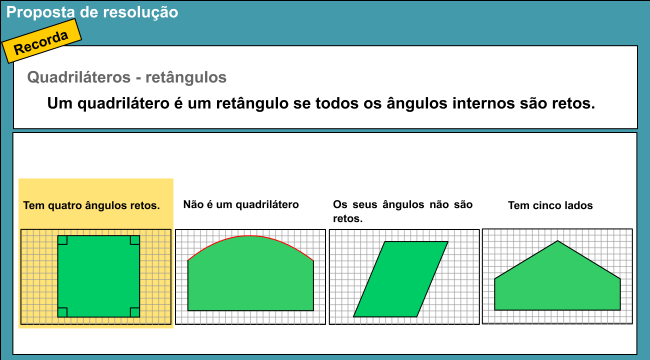 Proposta de resolução
Recorda
Quadriláteros - retângulos
Um quadrilátero é um retângulo se todos os ângulos internos são retos.
Tem quatro ângulos retos.
Não é um quadrilátero
Os seus ângulos não são
retos.
Tem cinco lados